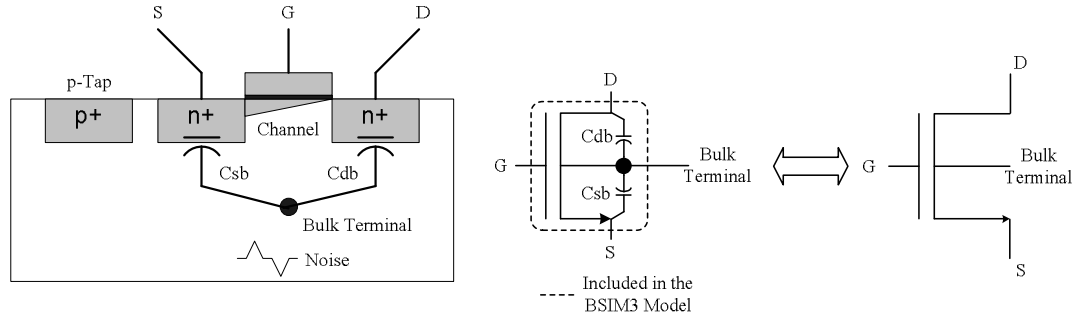 S
G
D
p-Tap
p+
n+
n+
Channel
Csb
Cdb
Bulk Terminal
Noise
D
Cdb
G
Bulk
Terminal
Csb
S
Included in the
BSIM3 Model
D
G
Bulk
Terminal
S